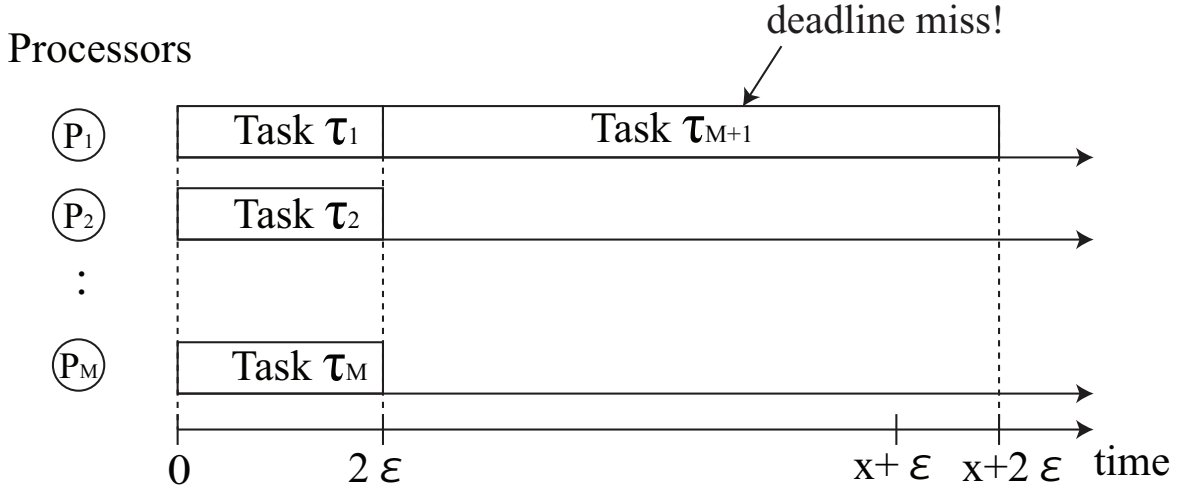 deadline miss!
Processors
P1 Task τ1 Task τM+1
P2 Task τ2
:
PM Task τM
0 2 ε x+ ε x+2 ε time